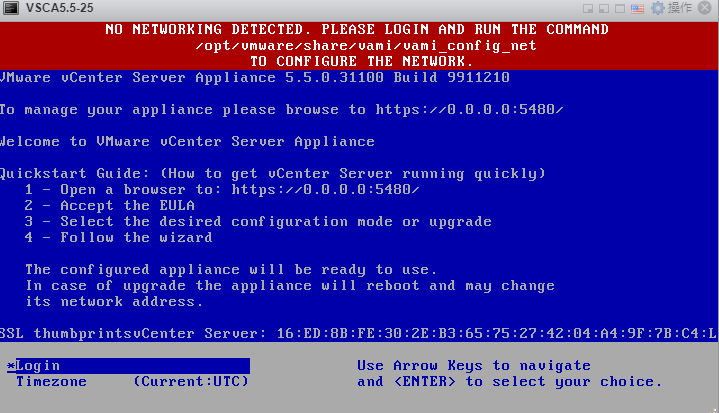 VSCA5.5-25
操作
NO NETWORKING DETECTED. PLEASE LOGIN AND RUN THE COMMAND
/opt/vmware/share/vami/vami_config_net
TO CONFIGURE THE NETWORK.
VMware vCenter Server Appliance 5.5.0.31100 Build 9911210
To manage your appliance please browse to https://0.0.0.0:5480/
Welcome to VMware vCenter Server Appliance
Quickstart Guide: (How to get vCenter Server running quickly)
1 - Open a browser to: https://0.0.0.0:5480/
2 - Accept the EULA
3 - Select the desired configuration mode or upgrade
4 - Follow the wizard
The configured appliance will be ready to use.
In case of upgrade the appliance will reboot and may change
its network address.
SSL thumbprintsvCenter Server: 16:ED:8B:FE:30:2E:B3:65:75:27:42:04:A4:9F:7B:C4:L
*Login Use Arrow Keys to navigate
Timezone (Current:UTC) and <ENTER> to select your choice.